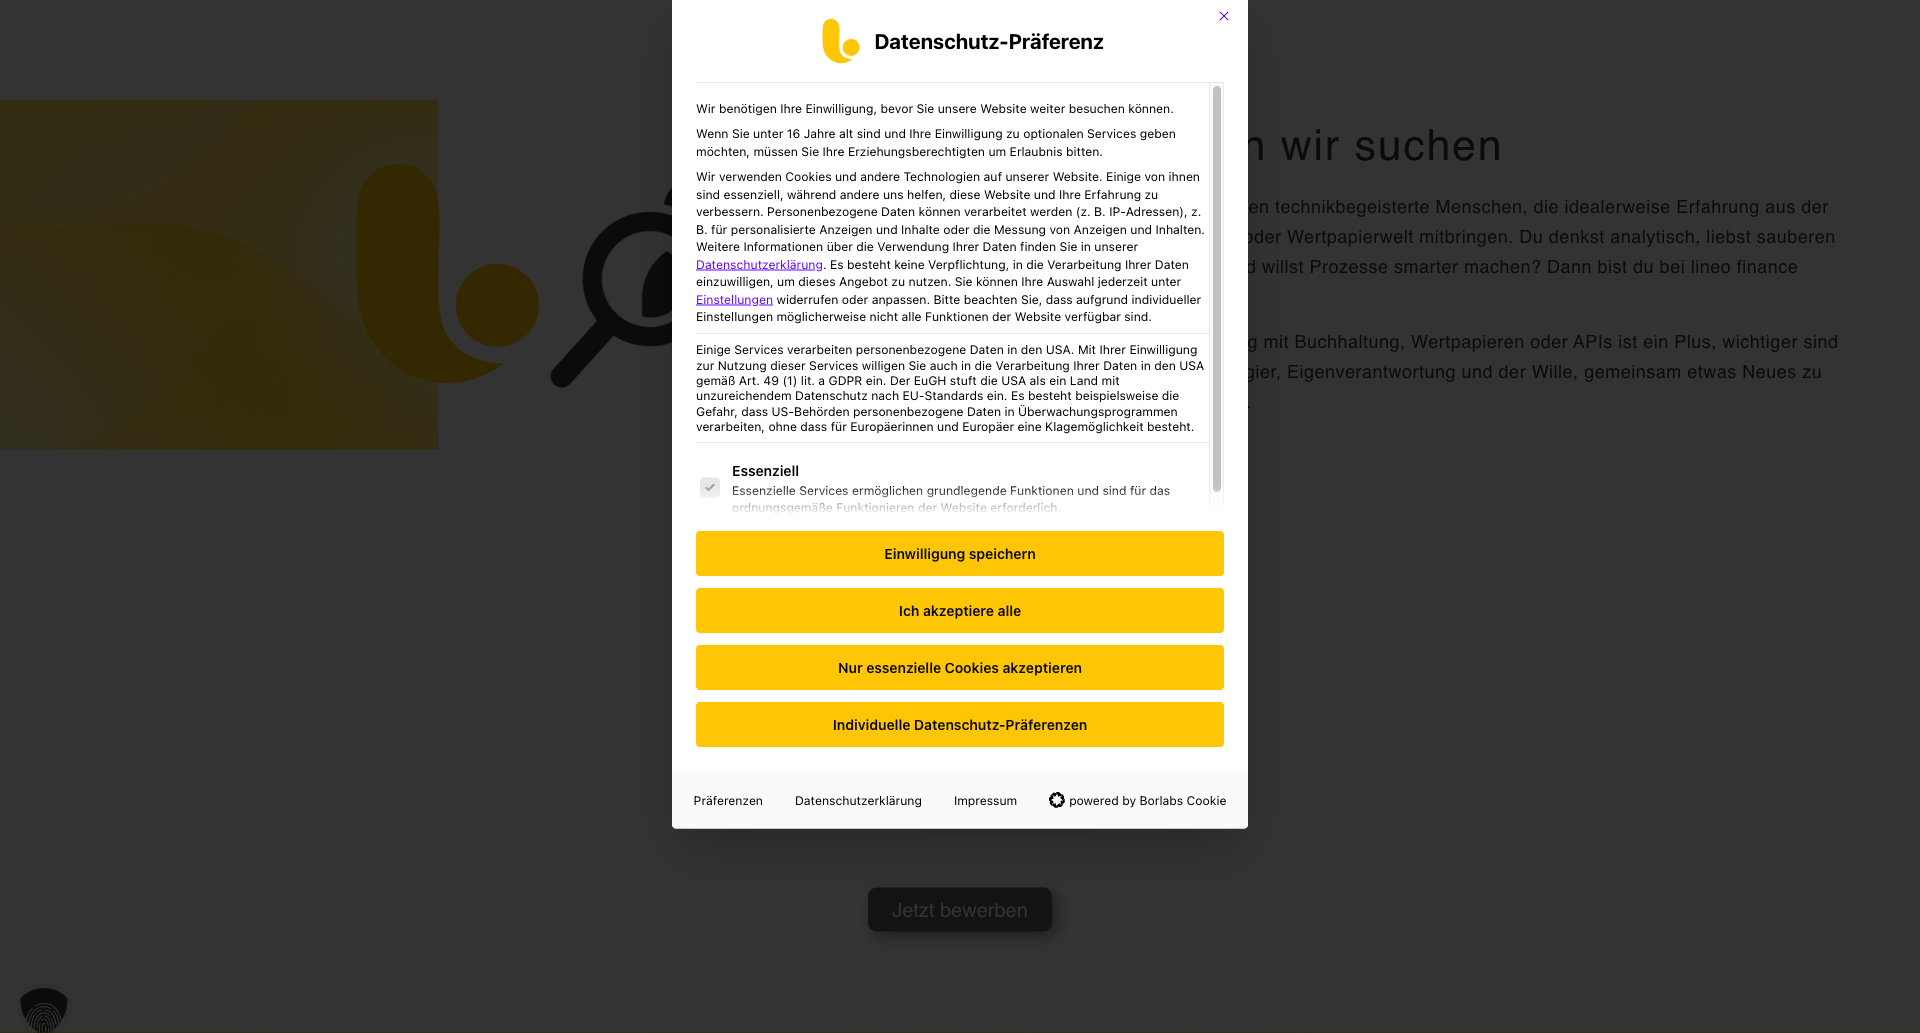 Datenschutz-Präferenz
Wir benötigen Ihre Einwilligung, bevor Sie unsere Website weiter besuchen können.
Wenn Sie unter 16 Jahre alt sind und Ihre Einwilligung zu optionalen Services geben
möchten, müssen Sie Ihre Erziehungsberechtigten um Erlaubnis bitten.
Wir verwenden Cookies und andere Technologien auf unserer Website. Einige von ihnen
sind essenziell, während andere uns helfen, diese Website und Ihre Erfahrung zu
verbessern. Personenbezogene Daten können verarbeitet werden (z. B. IP-Adressen), z.
B. für personalisierte Anzeigen und Inhalte oder die Messung von Anzeigen und Inhalten.
Weitere Informationen über die Verwendung Ihrer Daten finden Sie in unserer
Datenschutzerklärung. Es besteht keine Verpflichtung, in die Verarbeitung Ihrer Daten
einzuwilligen, um dieses Angebot zu nutzen. Sie können Ihre Auswahl jederzeit unter
Einstellungen widerrufen oder anpassen. Bitte beachten Sie, dass aufgrund individueller
Einstellungen möglicherweise nicht alle Funktionen der Website verfügbar sind.
Einige Services verarbeiten personenbezogene Daten in den USA. Mit Ihrer Einwilligung
zur Nutzung dieser Services willigen Sie auch in die Verarbeitung Ihrer Daten in den USA
gemäß Art. 49 (1) lit. a GDPR ein. Der EuGH stuft die USA als ein Land mit
unzureichendem Datenschutz nach EU-Standards ein. Es besteht beispielsweise die
Gefahr, dass US-Behörden personenbezogene Daten in Überwachungsprogrammen
verarbeiten, ohne dass für Europäerinnen und Europäer eine Klagemöglichkeit besteht.
Essenziell
Essenzielle Services ermöglichen grundlegende Funktionen und sind für das
ordnungsgemäße Funktionieren der Website erforderlich.
Einwilligung speichern
Ich akzeptiere alle
Nur essenzielle Cookies akzeptieren
Individuelle Datenschutz-Präferenzen
Präferenzen
Datenschutzerklärung
Impressum
powered by Borlabs Cookie
wir suchen
en technikbegeisterte Menschen, die idealerweise Erfahrung aus der
oder Wertpapierwelt mitbringen. Du denkst analytisch, liebst sauberen
d willst Prozesse smarter machen? Dann bist du bei lineo finance
g mit Buchhaltung, Wertpapieren oder APIs ist ein Plus, wichtiger sind
gier, Eigenverantwortung und der Wille, gemeinsam etwas Neues zu
Jetzt bewerben